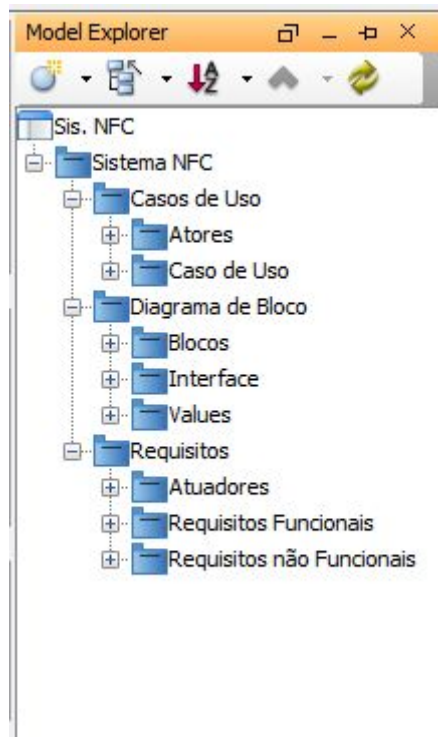 Model Explorer
Sis. NFC
Sistema NFC
Casos de Uso
Atores
Caso de Uso
Diagrama de Bloco
Blocos
Interface
Values
Requisitos
Atuadores
Requisitos Funcionais
Requisitos não Funcionais